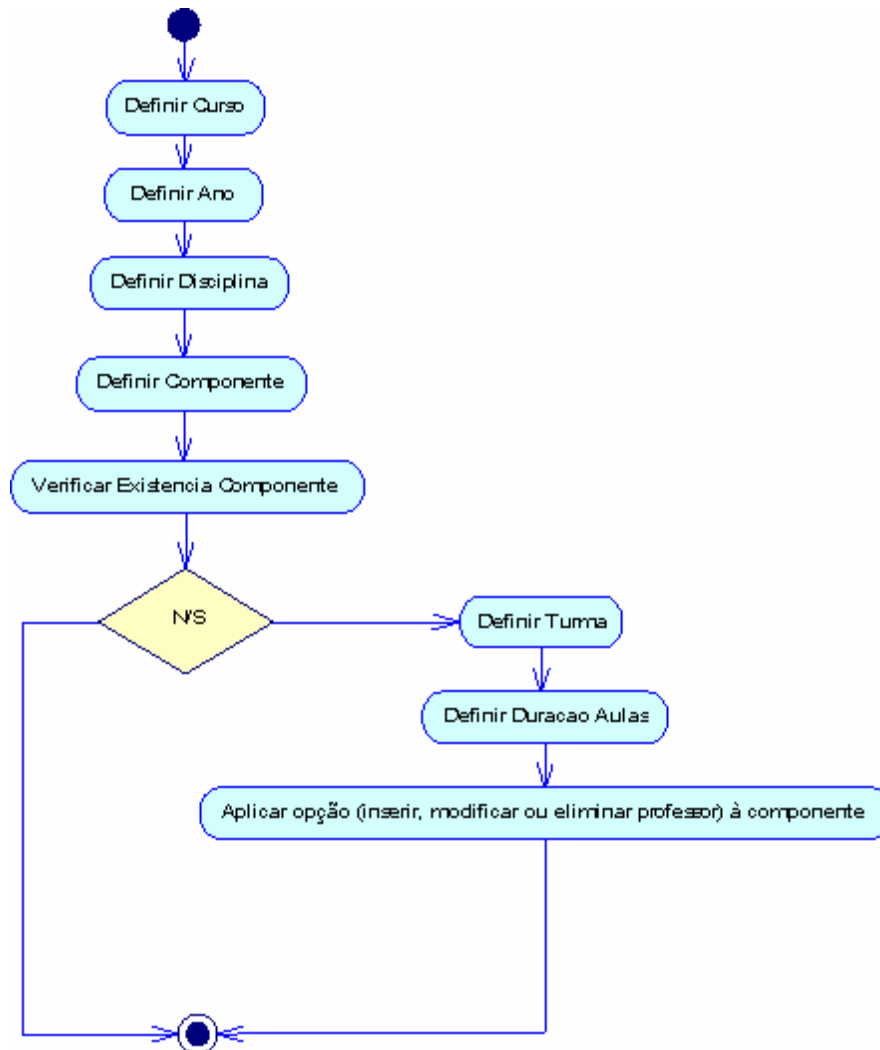 Definir Curso
Definir Ano
Definir Disciplina
Definir Componente
Verificar Existencia Componente
N/S
Definir Turma
Definir Duracao Aulas
Aplicar opção (inserir, modificar ou eliminar professor) à componente